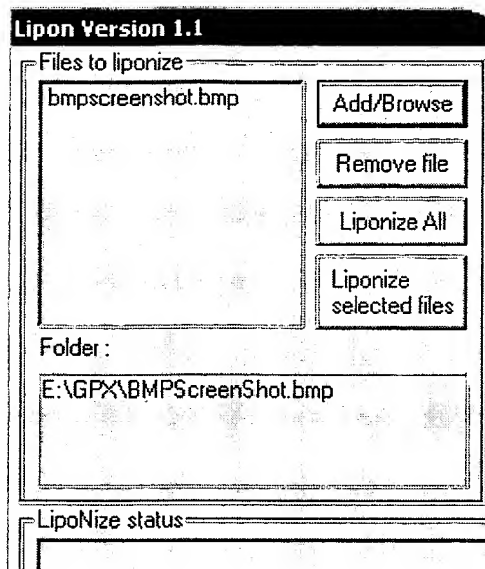 Lipon Version 1.1
Files to liponize
bmpscreenshot.bmp
Add/Browse
Remove file
Liponize All
Liponize
selected files
Folder :
E:\GPX\BMPScreenShot.bmp
LipoNize status